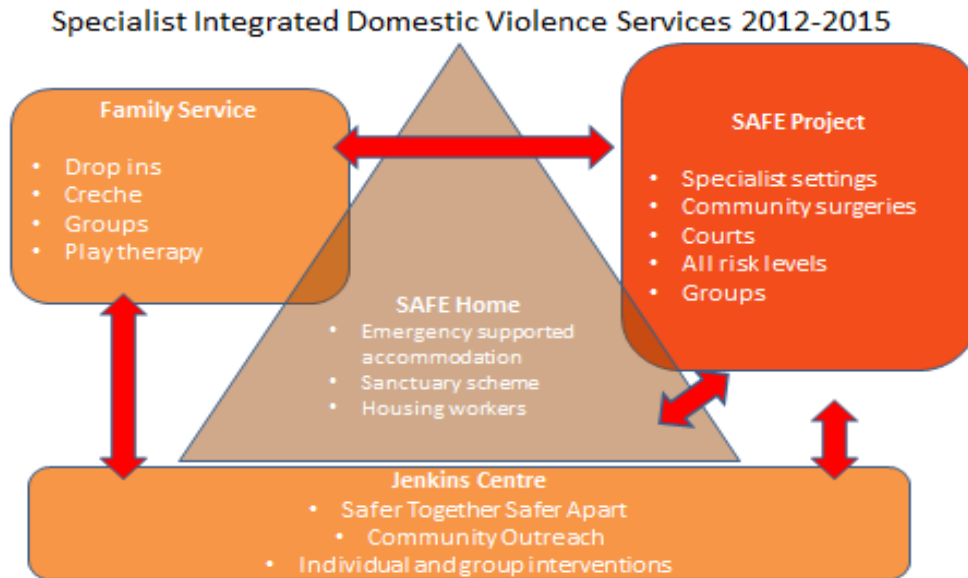 Specialist Integrated Domestic Violence Services 2012-2015
Family Service
• Drop ins
• Creche
• Groups
• Play therapy
SAFE Project
• Specialist settings
• Community surgeries
• Courts
• All risk levels
• Groups
SAFE Home
• Emergency supported
accommodation
• Sanctuary scheme
• Housing workers
Jenkins Centre
• Safer Together Safer Apart
• Community Outreach
• Individual and group interventions